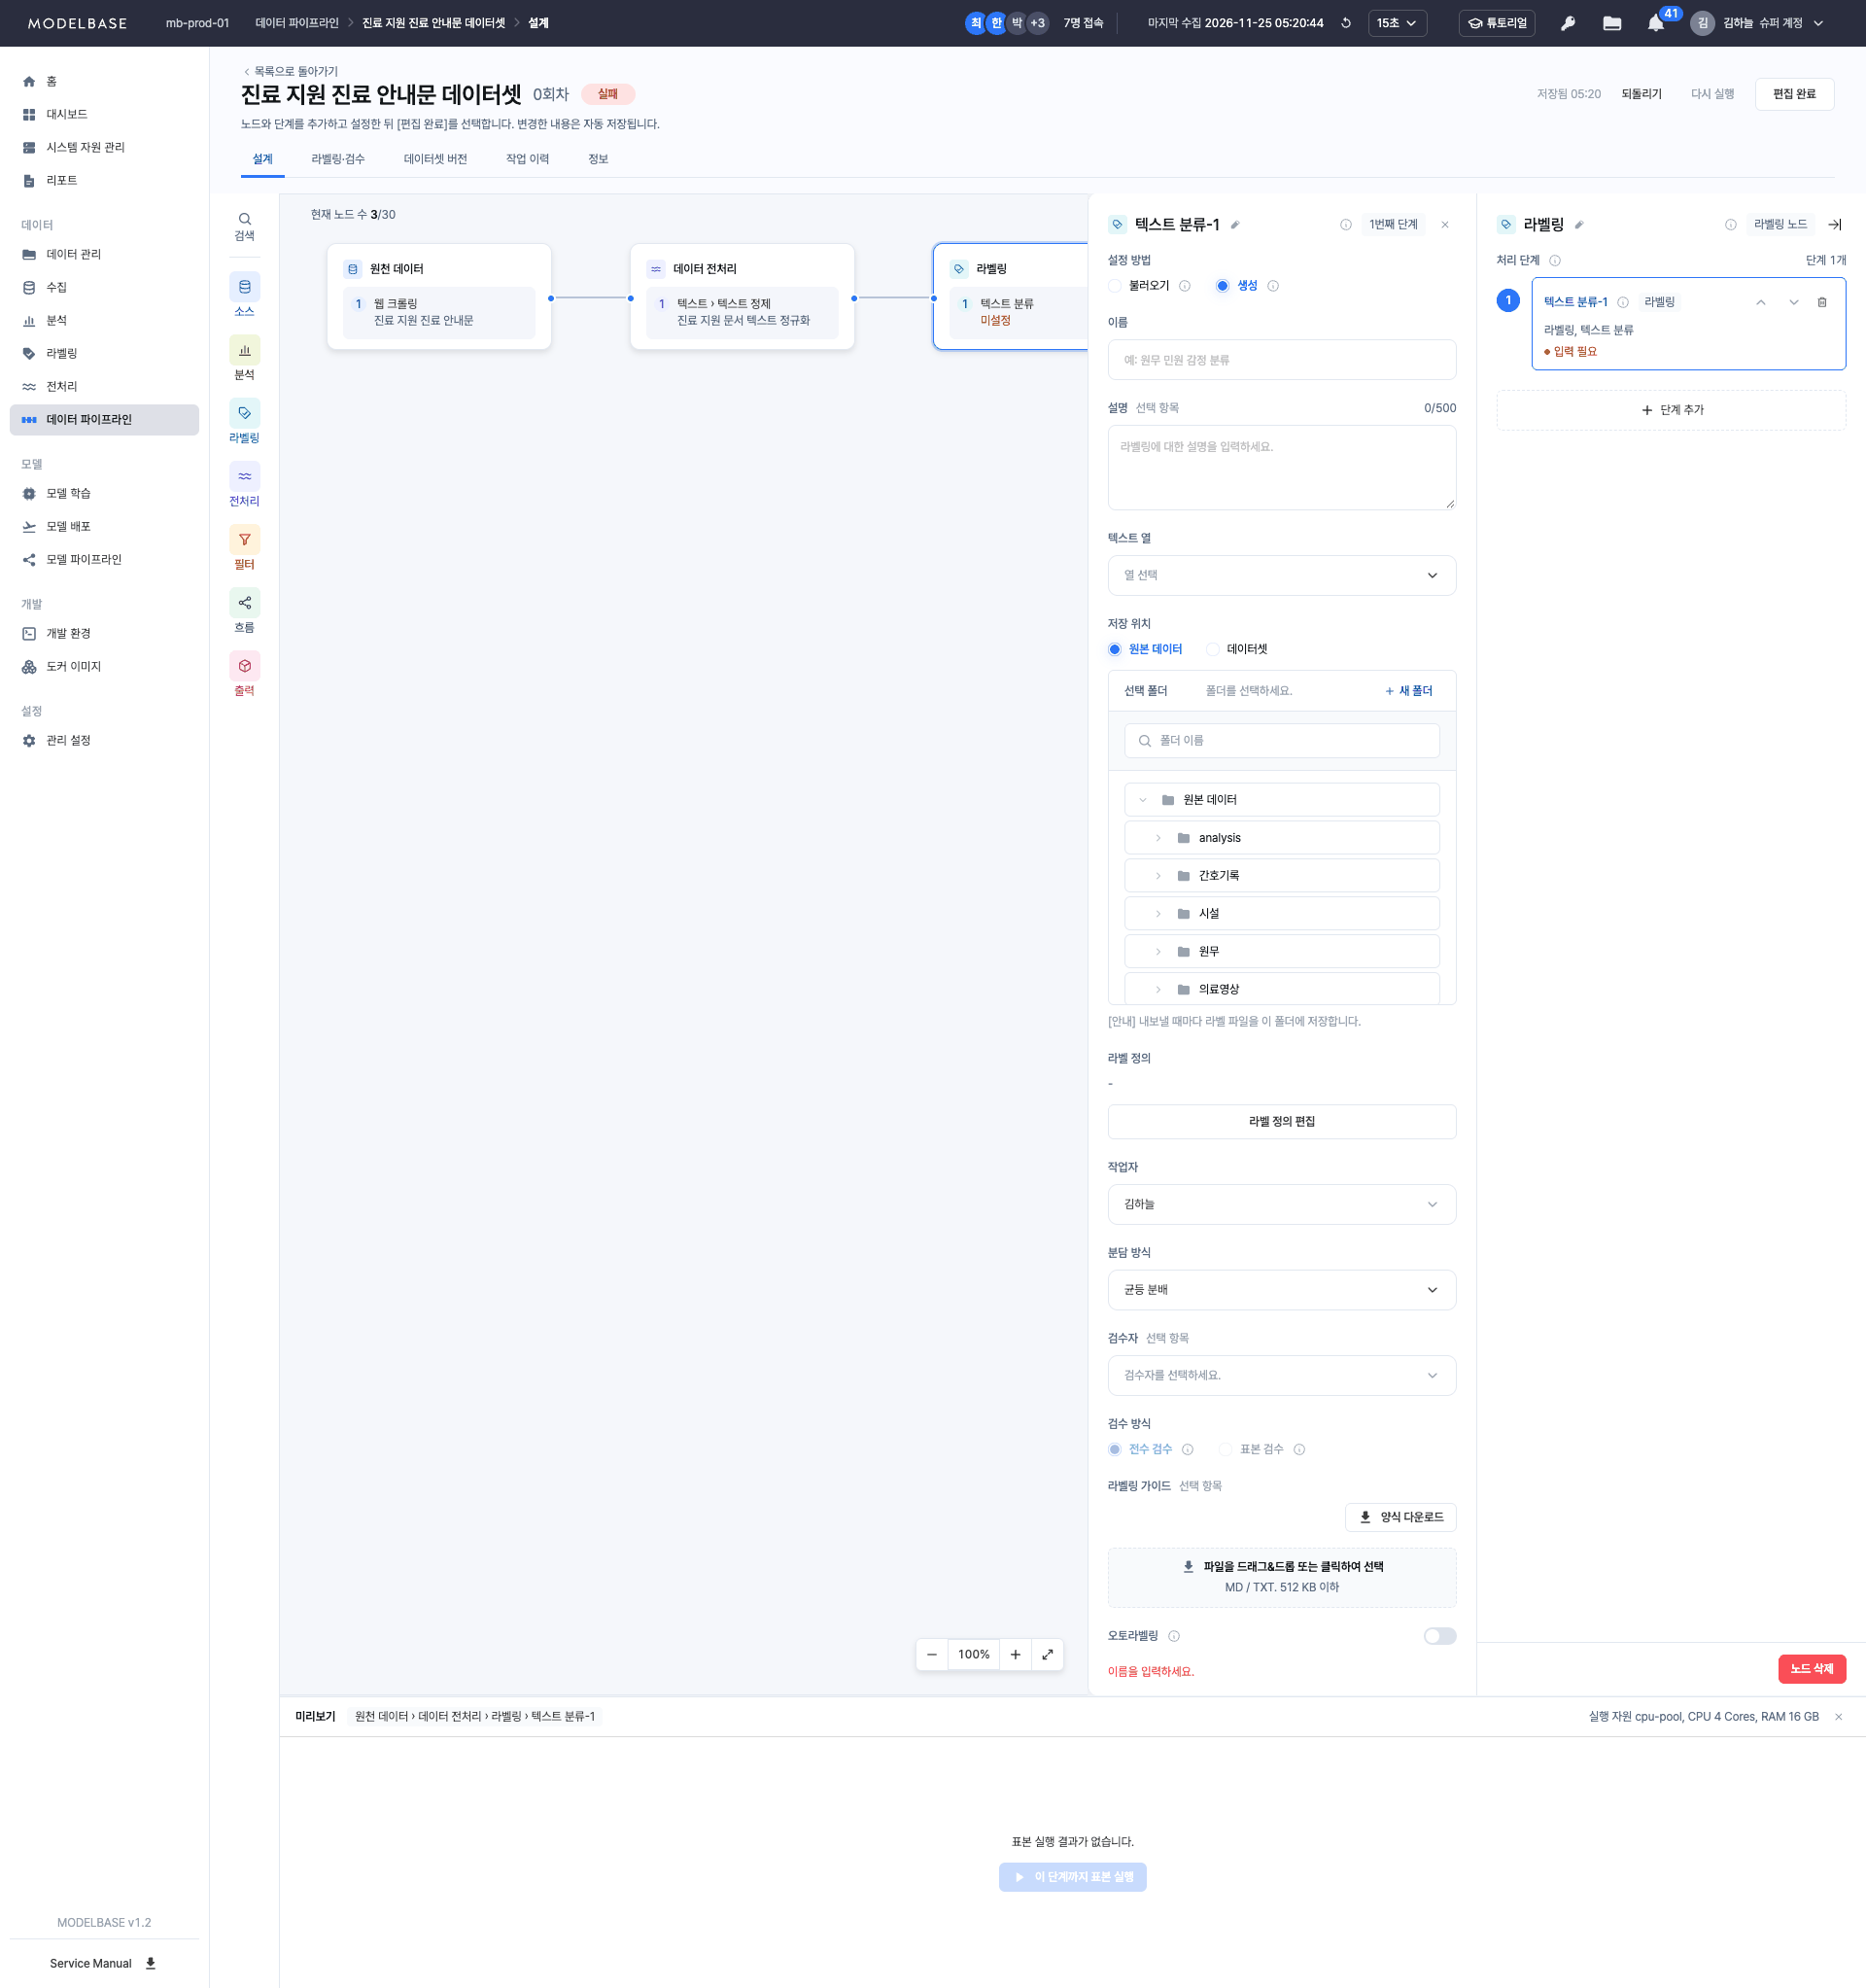 MODELBASE
mb-prod-01
데이터 파이프라인
진료 지원 진료 안내문 데이터셋
설계
최 한 박 +3
7명 접속
마지막 수집 2026-11-25 05:20:44
15초
튜토리얼
41
김
김하늘 슈퍼 계정
홈
대시보드
시스템 자원 관리
리포트
데이터
데이터 관리
수집
분석
라벨링
전처리
데이터 파이프라인
모델
모델 학습
모델 배포
모델 파이프라인
개발
개발 환경
도커 이미지
설정
관리 설정
MODELBASE v1.2
Service Manual
목록으로 돌아가기
진료 지원 진료 안내문 데이터셋 0회차 실패
노드와 단계를 추가하고 설정한 뒤 [편집 완료]를 선택합니다. 변경한 내용은 자동 저장됩니다.
저장됨 05:20
되돌리기
다시 실행
편집 완료
설계
라벨링·검수
데이터셋 버전
작업 이력
정보
검색
소스
분석
라벨링
전처리
필터
흐름
출력
현재 노드 수 3/30
원천 데이터
1 웹 크롤링
진료 지원 진료 안내문
데이터 전처리
1 텍스트 › 텍스트 정제
진료 지원 문서 텍스트 정규화
라벨링
1 텍스트 분류
미설정
100%
텍스트 분류-1
1번째 단계
설정 방법
불러오기
생성
이름
예: 원무 민원 감정 분류
설명 선택 항목
0/500
라벨링에 대한 설명을 입력하세요.
텍스트 열
열 선택
저장 위치
원본 데이터
데이터셋
선택 폴더
폴더를 선택하세요.
새 폴더
폴더 이름
원본 데이터
analysis
간호기록
시설
원무
의료영상
[안내] 내보낼 때마다 라벨 파일을 이 폴더에 저장합니다.
라벨 정의
-
라벨 정의 편집
작업자
김하늘
분담 방식
균등 분배
검수자 선택 항목
검수자를 선택하세요.
검수 방식
전수 검수
표본 검수
라벨링 가이드 선택 항목
양식 다운로드
파일을 드래그&드롭 또는 클릭하여 선택
MD / TXT. 512 KB 이하
오토라벨링
이름을 입력하세요.
라벨링
라벨링 노드
처리 단계
단계 1개
1
텍스트 분류-1
라벨링
라벨링, 텍스트 분류
입력 필요
단계 추가
노드 삭제
미리보기
원천 데이터 › 데이터 전처리 › 라벨링 › 텍스트 분류-1
실행 자원 cpu-pool, CPU 4 Cores, RAM 16 GB
표본 실행 결과가 없습니다.
이 단계까지 표본 실행